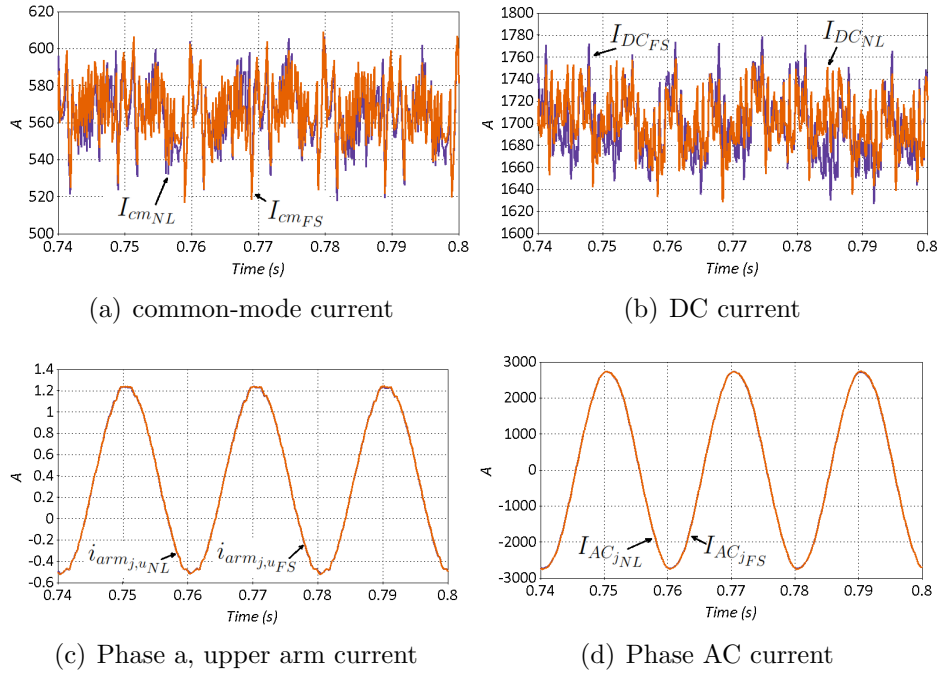 620
600
580
560
540
520
500
A
I_{cm_{NL}}
I_{cm_{FS}}
0.74 0.75 0.76 0.77 0.78 0.79 0.8
Time (s)
(a) common-mode current
1800
1780
1760
1740
1720
1700
1680
1660
1640
1620
1600
A
I_{DC_{FS}}
I_{DC_{NL}}
0.74 0.75 0.76 0.77 0.78 0.79 0.8
Time (s)
(b) DC current
1.4
1.2
1
0.8
0.6
0.4
0.2
0
-0.2
-0.4
-0.6
A
i_{arm_{j,u_{NL}}}
i_{arm_{j,u_{FS}}}
0.74 0.75 0.76 0.77 0.78 0.79 0.8
Time (s)
(c) Phase a, upper arm current
3000
2000
1000
0
-1000
-2000
-3000
A
I_{AC_{j_{NL}}}
I_{AC_{j_{FS}}}
0.74 0.75 0.76 0.77 0.78 0.79 0.8
Time (s)
(d) Phase AC current